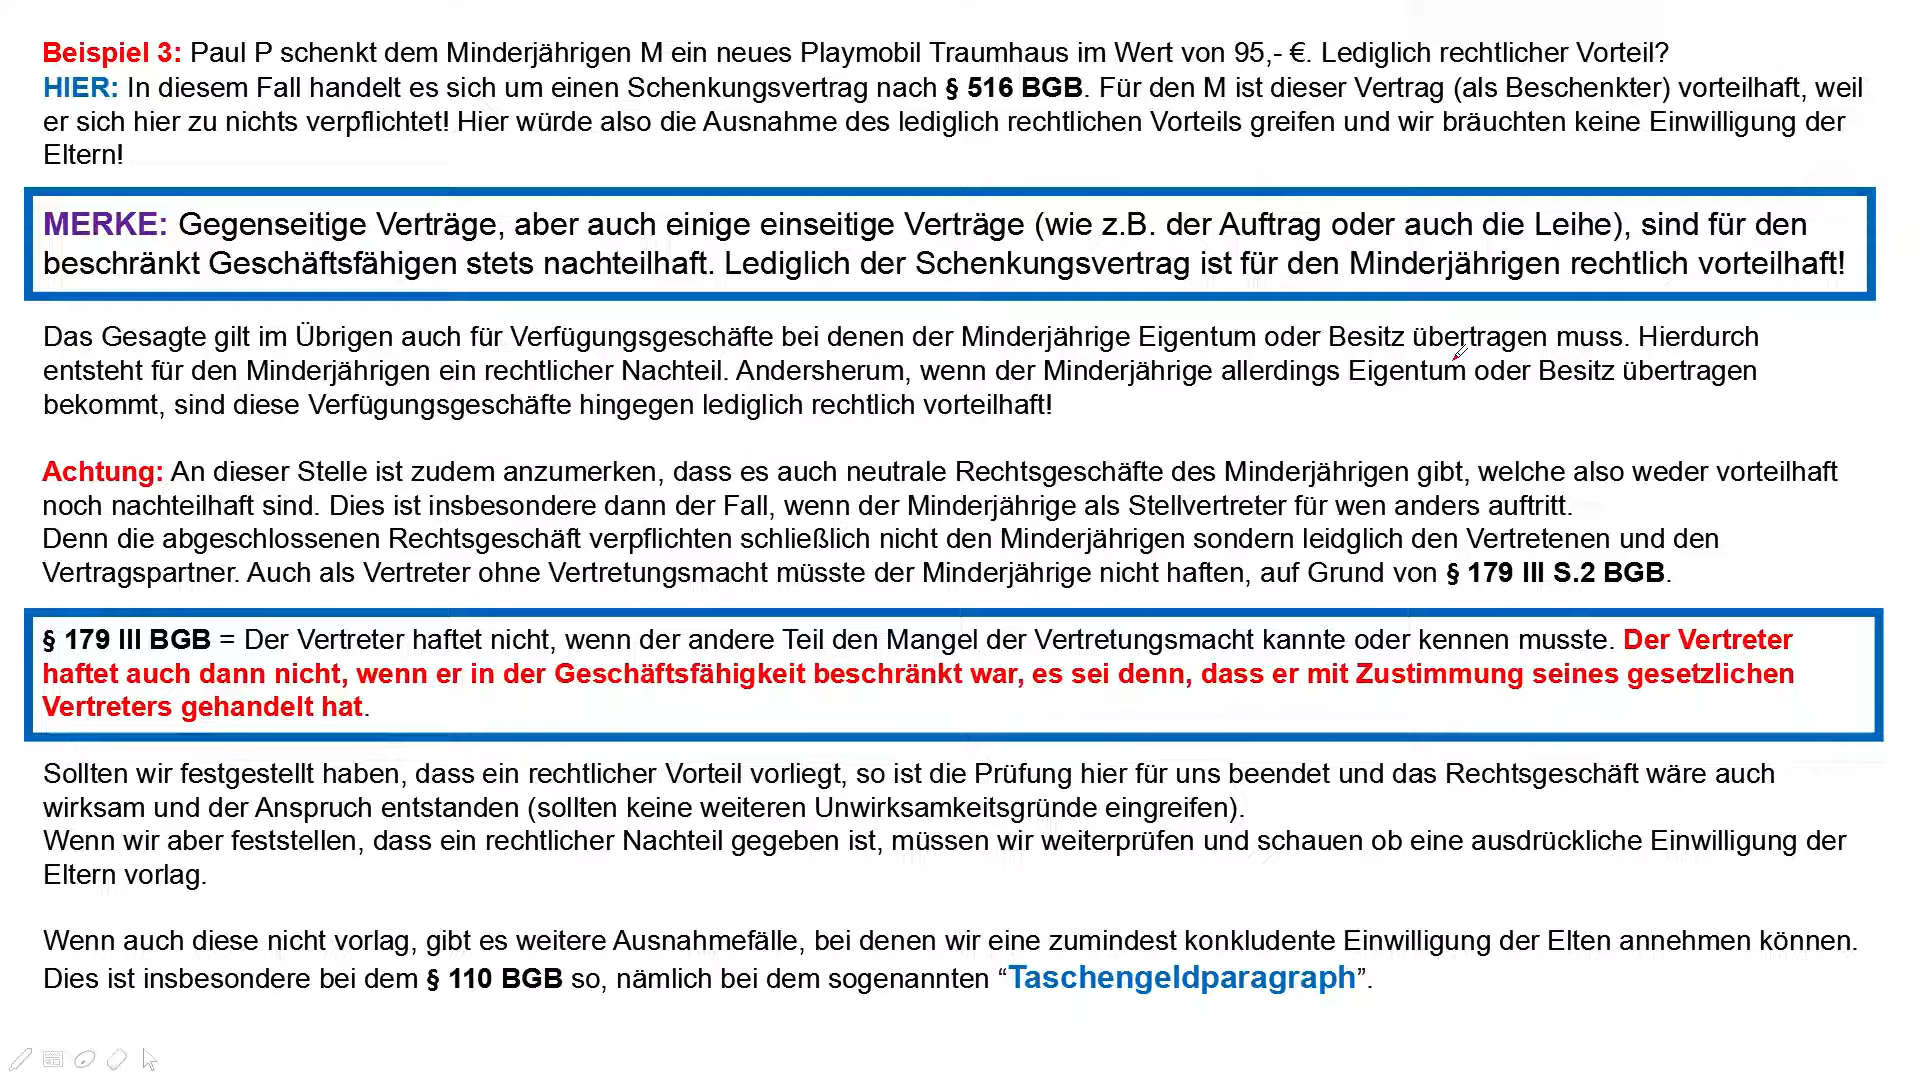 Beispiel 3: Paul P schenkt dem Minderjährigen M ein neues Playmobil Traumhaus im Wert von 95,- €. Lediglich rechtlicher Vorteil?
HIER: In diesem Fall handelt es sich um einen Schenkungsvertrag nach § 516 BGB. Für den M ist dieser Vertrag (als Beschenkter) vorteilhaft, weil
er sich hier zu nichts verpflichtet! Hier würde also die Ausnahme des lediglich rechtlichen Vorteils greifen und wir bräuchten keine Einwilligung der
Eltern!
MERKE: Gegenseitige Verträge, aber auch einige einseitige Verträge (wie z.B. der Auftrag oder auch die Leihe), sind für den
beschränkt Geschäftsfähigen stets nachteilhaft. Lediglich der Schenkungsvertrag ist für den Minderjährigen rechtlich vorteilhaft!
Das Gesagte gilt im Übrigen auch für Verfügungsgeschäfte bei denen der Minderjährige Eigentum oder Besitz übertragen muss. Hierdurch
entsteht für den Minderjährigen ein rechtlicher Nachteil. Andersherum, wenn der Minderjährige allerdings Eigentum oder Besitz übertragen
bekommt, sind diese Verfügungsgeschäfte hingegen lediglich rechtlich vorteilhaft!
Achtung: An dieser Stelle ist zudem anzumerken, dass es auch neutrale Rechtsgeschäfte des Minderjährigen gibt, welche also weder vorteilhaft
noch nachteilhaft sind. Dies ist insbesondere dann der Fall, wenn der Minderjährige als Stellvertreter für wen anders auftritt.
Denn die abgeschlossenen Rechtsgeschäft verpflichten schließlich nicht den Minderjährigen sondern leidglich den Vertretenen und den
Vertragspartner. Auch als Vertreter ohne Vertretungsmacht müsste der Minderjährige nicht haften, auf Grund von § 179 III S.2 BGB.
§ 179 III BGB = Der Vertreter haftet nicht, wenn der andere Teil den Mangel der Vertretungsmacht kannte oder kennen musste. Der Vertreter
haftet auch dann nicht, wenn er in der Geschäftsfähigkeit beschränkt war, es sei denn, dass er mit Zustimmung seines gesetzlichen
Vertreters gehandelt hat.
Sollten wir festgestellt haben, dass ein rechtlicher Vorteil vorliegt, so ist die Prüfung hier für uns beendet und das Rechtsgeschäft wäre auch
wirksam und der Anspruch entstanden (sollten keine weiteren Unwirksamkeitsgründe eingreifen).
Wenn wir aber feststellen, dass ein rechtlicher Nachteil gegeben ist, müssen wir weiterprüfen und schauen ob eine ausdrückliche Einwilligung der
Eltern vorlag.
Wenn auch diese nicht vorlag, gibt es weitere Ausnahmefälle, bei denen wir eine zumindest konkludente Einwilligung der Elten annehmen können.
Dies ist insbesondere bei dem § 110 BGB so, nämlich bei dem sogenannten “Taschengeldparagraph”.